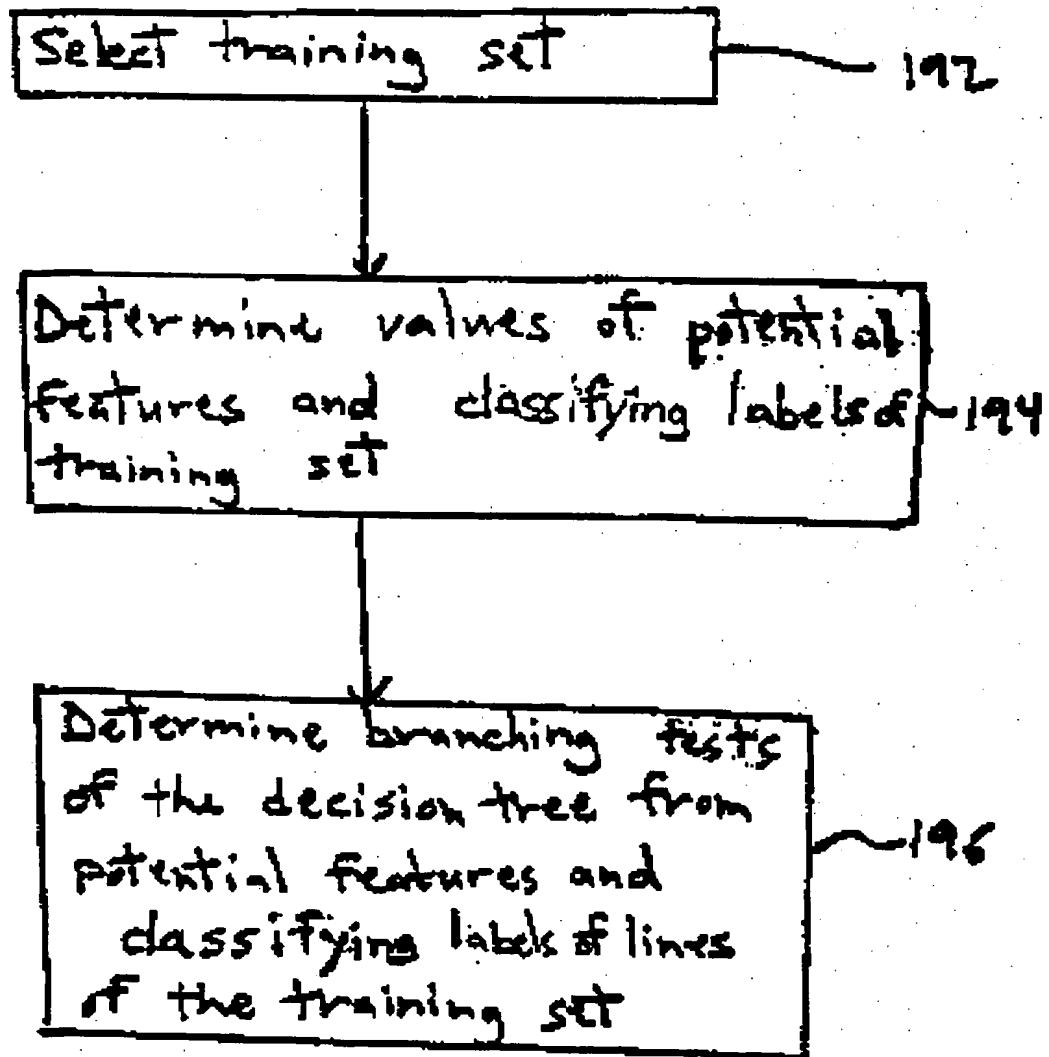 Select training set
192
Determine values of potential
features and classifying labels of
194
training set
Determine branching tests
of the decision tree from
196
potential features and
classifying labels of lines
of the training set